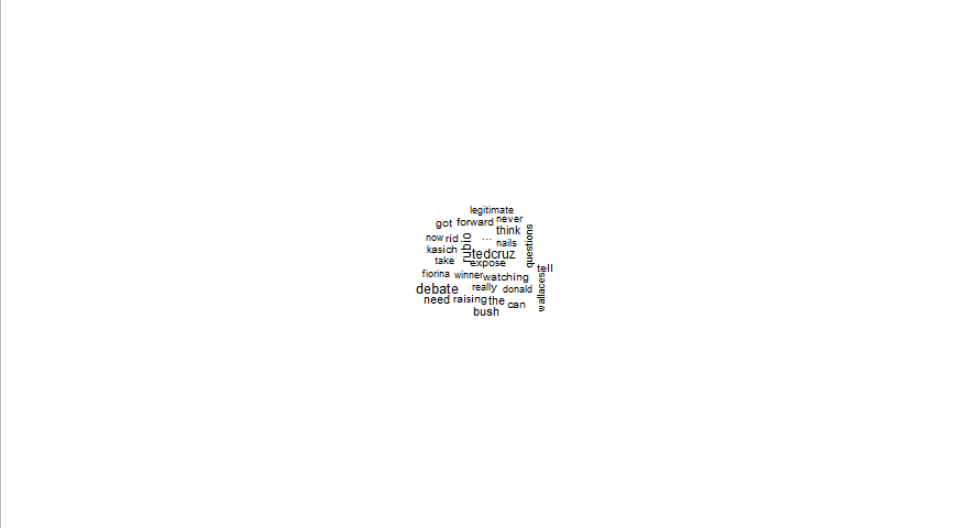 legitimate
got forward never
think
now rid rubio ... nails questions
kasich tedcruz
take expose tell
fiorina winner watching wallaces
debate really donald
need raising the can
bush